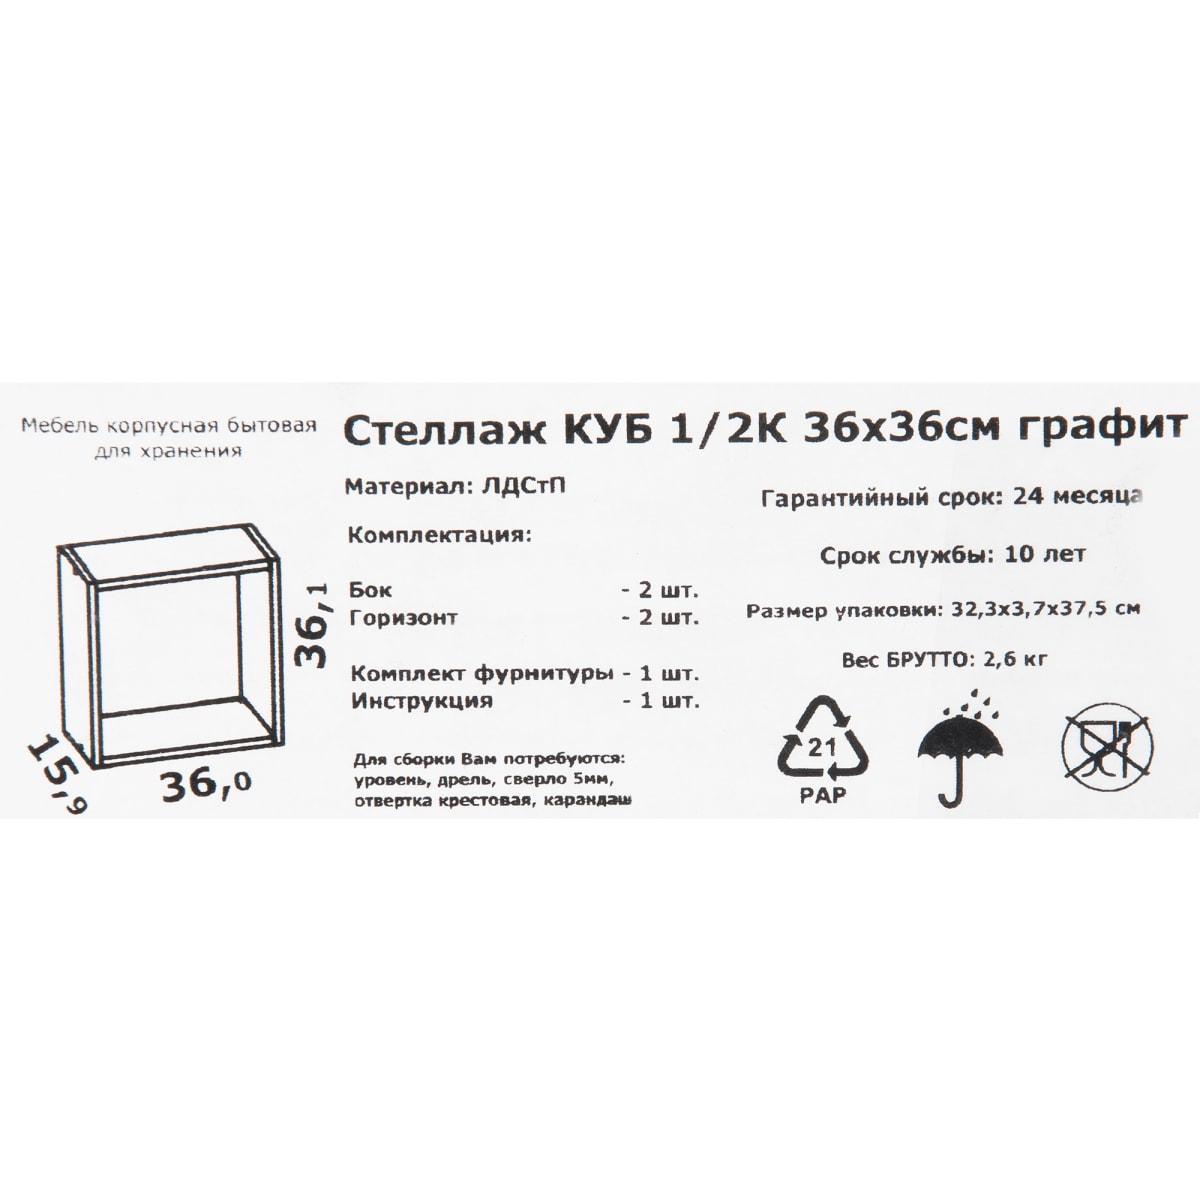 Мебель корпусная бытовая
для хранения
36,1
15,9
36,0
Стеллаж КУБ 1/2К 36х36см графит
Материал: ЛДСтП
Комплектация:
Бок - 2 шт.
Горизонт - 2 шт.
Комплект фурнитуры - 1 шт.
Инструкция - 1 шт.
Для сборки Вам потребуются:
уровень, дрель, сверло 5мм,
отвертка крестовая, карандаш
Гарантийный срок: 24 месяца
Срок службы: 10 лет
Размер упаковки: 32,3х3,7х37,5 см
Вес БРУТТО: 2,6 кг
21
PAP